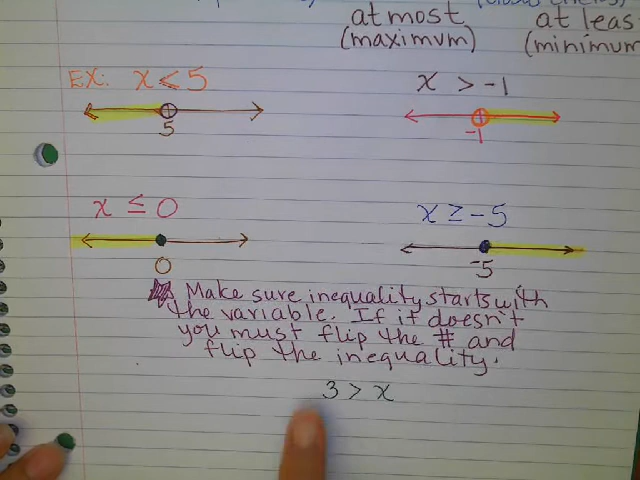 at most at leas
(maximum) (minimum
EX: x < 5 x > -1
5 -1
x ≤ 0 x ≥ -5
0 -5
Make sure inequality starts with
the variable. If it doesn't
you must flip the # and
flip the inequality.
3 > x